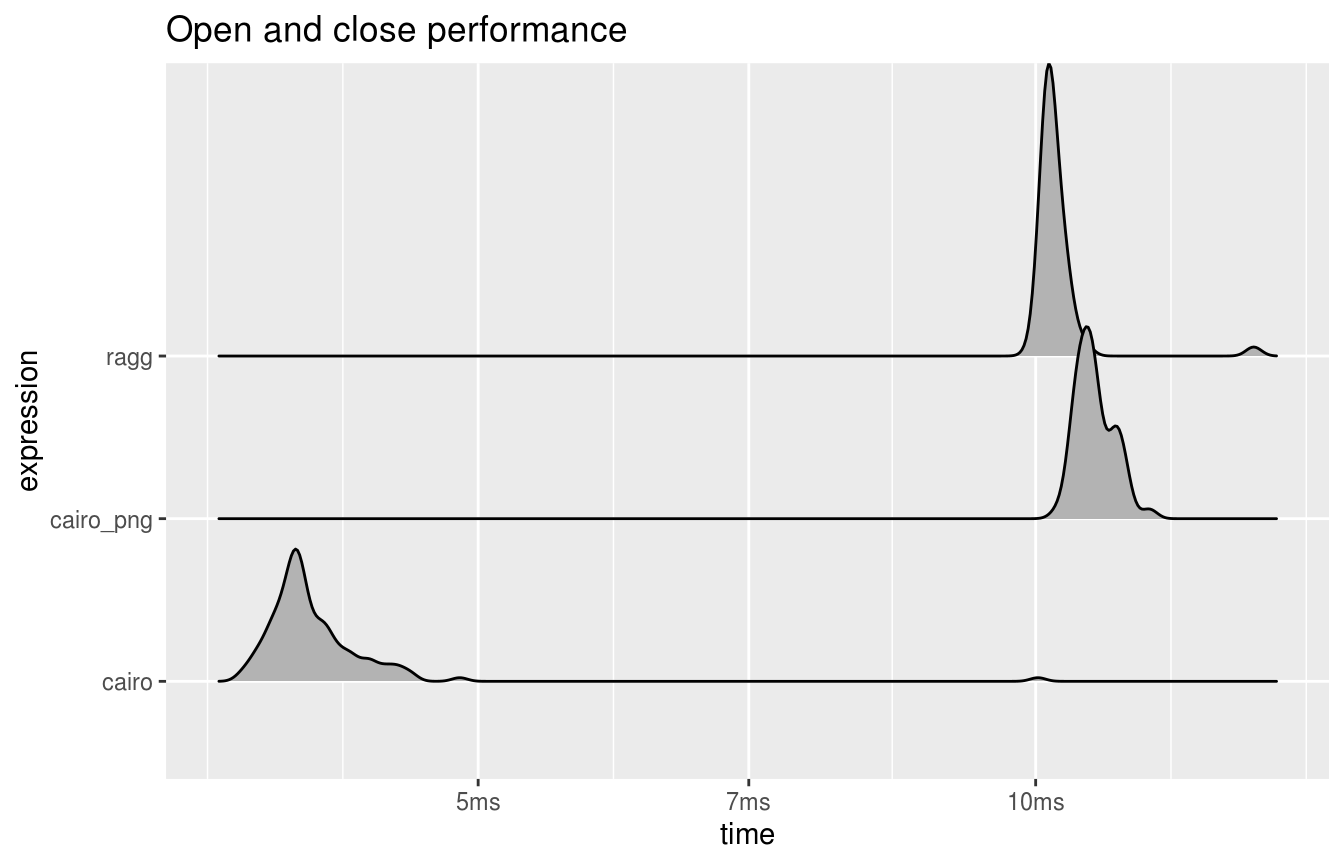 Open and close performance
expression
ragg
cairo_png
cairo
5ms
7ms
10ms
time